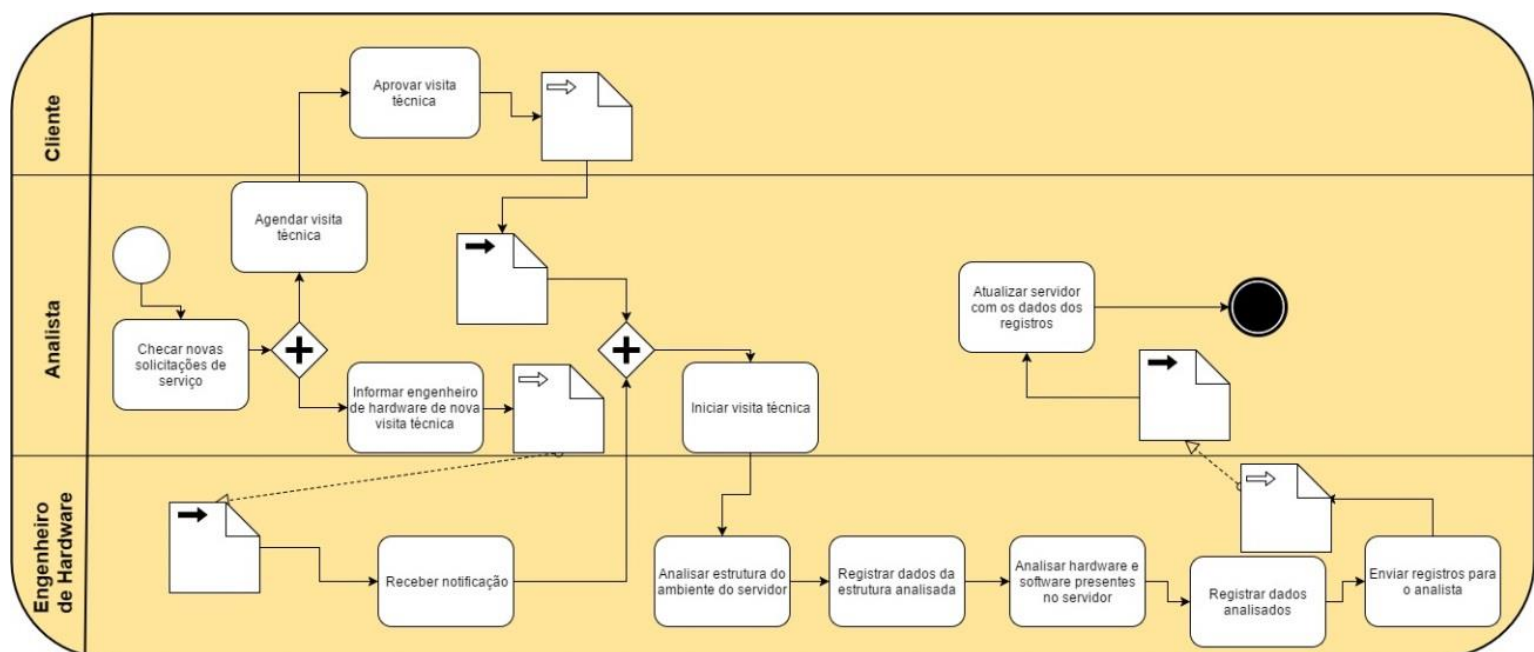 Cliente
Aprovar visita
tècnica
Analista
Agendar visita
tècnica
Checar novas
solicitações de
serviço
Informar engenheiro
de hardware de nova
visita técnica
Iniciar visita técnica
Atualizar servidor
com os dados dos
registros
Engenheiro
de Hardware
Receber notificação
Analisar estrutura do
ambiente do servidor
Registrar dados da
estrutura analisada
Analisar hardware e
software presentes
no servidor
Registrar dados
analisados
Enviar registros para
o analista